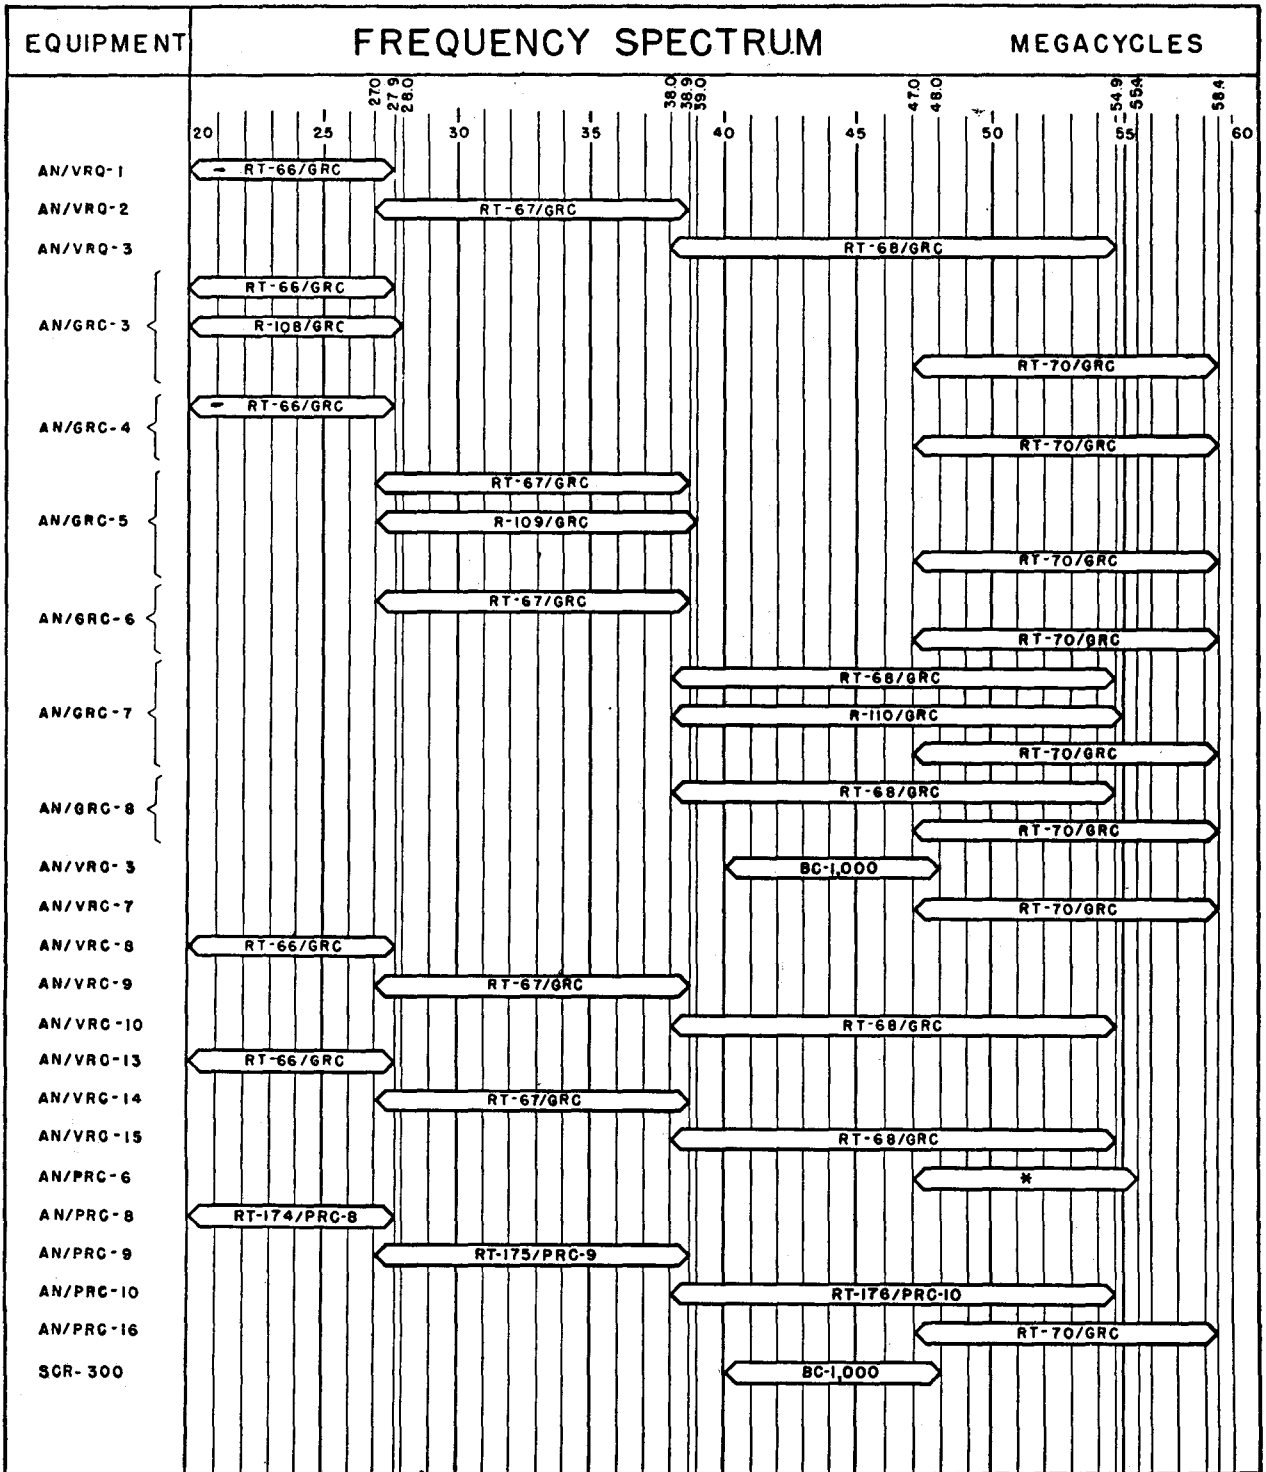 EQUIPMENT FREQUENCY SPECTRUM MEGACYCLES
27.0 27.9 28.0 38.0 38.9 39.0 47.0 48.0 54.9 55.4 58.4
20 25 30 35 40 45 50 55 60
AN/VRQ-1 RT-66/GRC
AN/VRQ-2 RT-67/GRC
AN/VRQ-3 RT-68/GRC
RT-66/GRC
AN/GRC-3 R-108/GRC
RT-70/GRC
RT-66/GRC
AN/GRC-4
RT-70/GRC
RT-67/GRC
AN/GRC-5 R-109/GRC
RT-70/GRC
RT-67/GRC
AN/GRC-6
RT-70/GRC
RT-68/GRC
AN/GRC-7 R-110/GRC
RT-70/GRC
RT-68/GRC
AN/GRC-8
RT-70/GRC
AN/VRC-3 BC-1,000
AN/VRC-7 RT-70/GRC
AN/VRC-8 RT-66/GRC
AN/VRC-9 RT-67/GRC
AN/VRC-10 RT-68/GRC
AN/VRC-13 RT-66/GRC
AN/VRC-14 RT-67/GRC
AN/VRC-15 RT-68/GRC
AN/PRC-6 *
AN/PRC-8 RT-174/PRC-8
AN/PRC-9 RT-175/PRC-9
AN/PRC-10 RT-176/PRC-10
AN/PRC-16 RT-70/GRC
SCR-300 BC-1,000